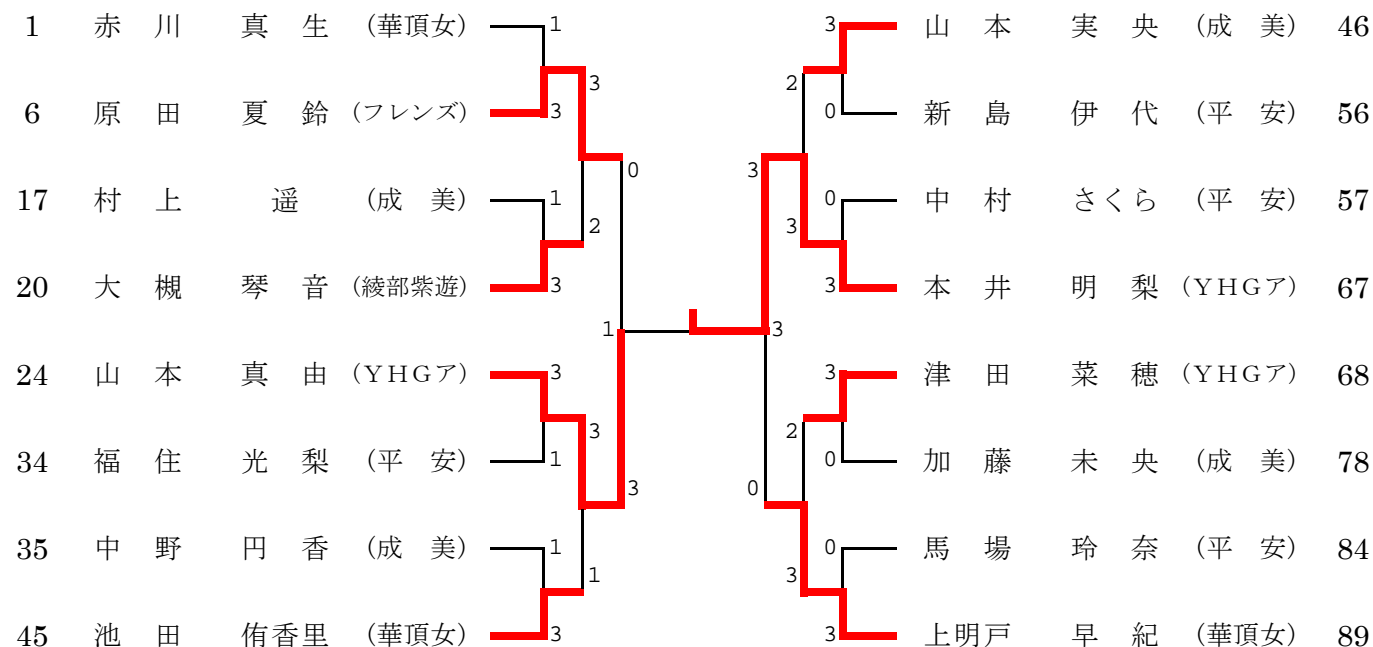 1 赤 川 真 生 (華頂女) 1 3 山 本 実 央 (成 美) 46
3 2
6 原 田 夏 鈴 (フレンズ) 3 0 新 島 伊 代 (平 安) 56
0 3
17 村 上 遥 (成 美) 1 0 中 村 さくら (平 安) 57
2 3
20 大 槻 琴 音 (綾部紫遊) 3 3 本 井 明 梨 (YHGア) 67
1 3
24 山 本 真 由 (YHGア) 3 3 津 田 菜 穂 (YHGア) 68
3 2
34 福 住 光 梨 (平 安) 1 0 加 藤 未 央 (成 美) 78
3 0
35 中 野 円 香 (成 美) 1 0 馬 場 玲 奈 (平 安) 84
1 3
45 池 田 侑香里 (華頂女) 3 3 上明戸 早 紀 (華頂女) 89